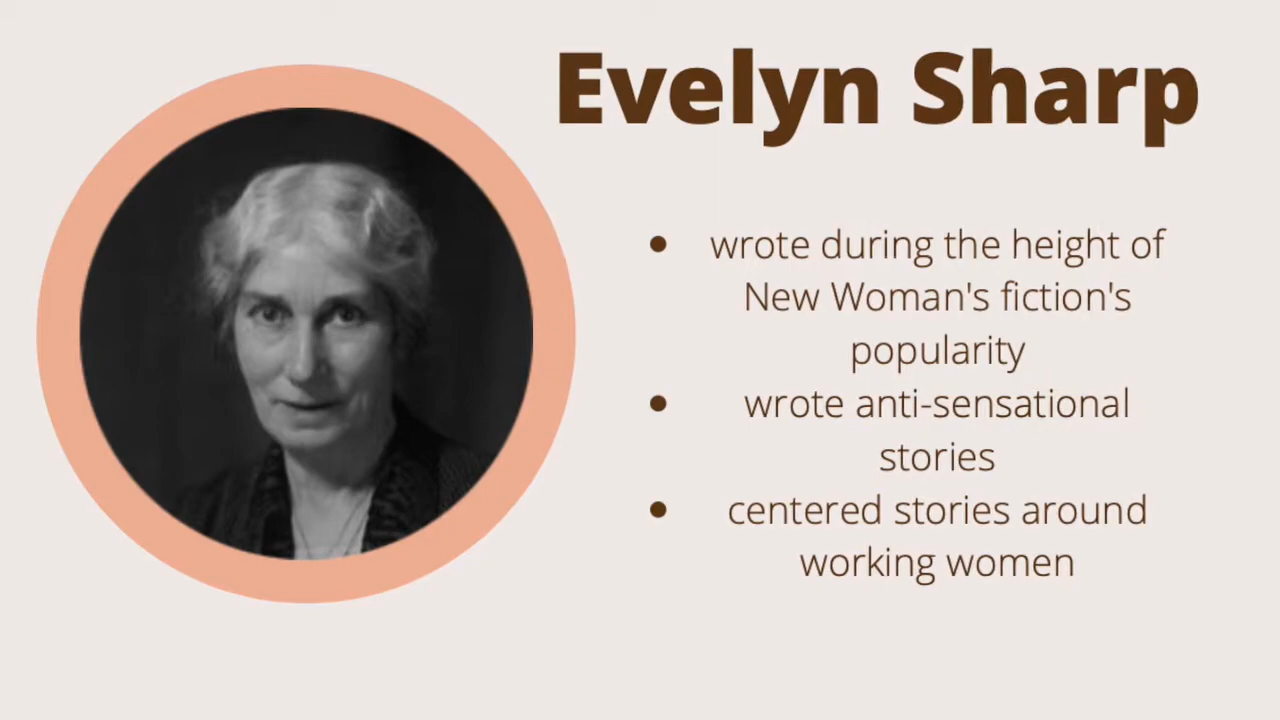 Evelyn Sharp
• wrote during the height of
New Woman's fiction's
popularity
• wrote anti-sensational
stories
• centered stories around
working women